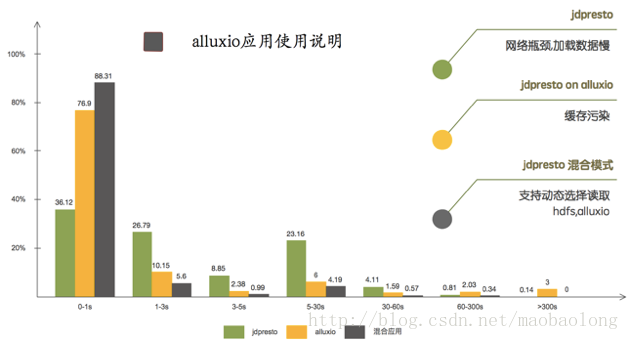 alluxio应用使用说明
jdpresto
网络瓶颈,加载数据慢
jdpresto on alluxio
缓存污染
jdpresto 混合模式
支持动态选择读取
hdfs,alluxio
100%
80%
60%
40%
20%
36.12 76.9 88.31
26.79 10.15 5.6
8.85 2.38 0.99
23.16 6 4.19
4.11 1.59 0.57
0.81 2.03 0.34
0.14 3 0
0-1s 1-3s 3-5s 5-30s 30-60s 60-300s >300s
http://blog.csdn.net/maobaolong
jdpresto alluxio 混合应用